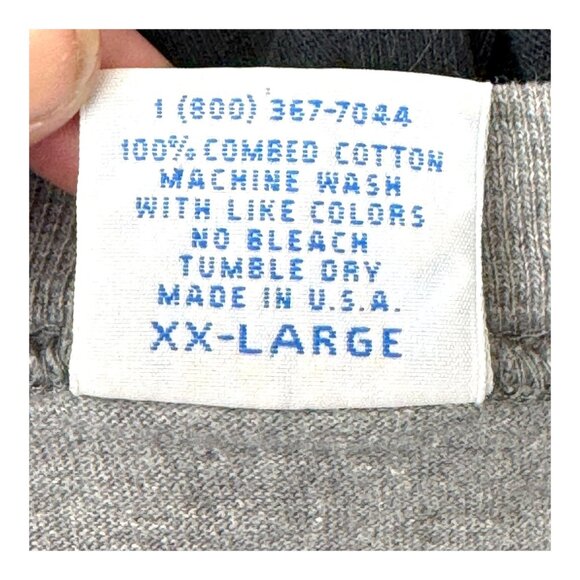 1 (800) 367-7044
100% COMBED COTTON
MACHINE WASH
WITH LIKE COLORS
NO BLEACH
TUMBLE DRY
MADE IN U.S.A.
XX-LARGE